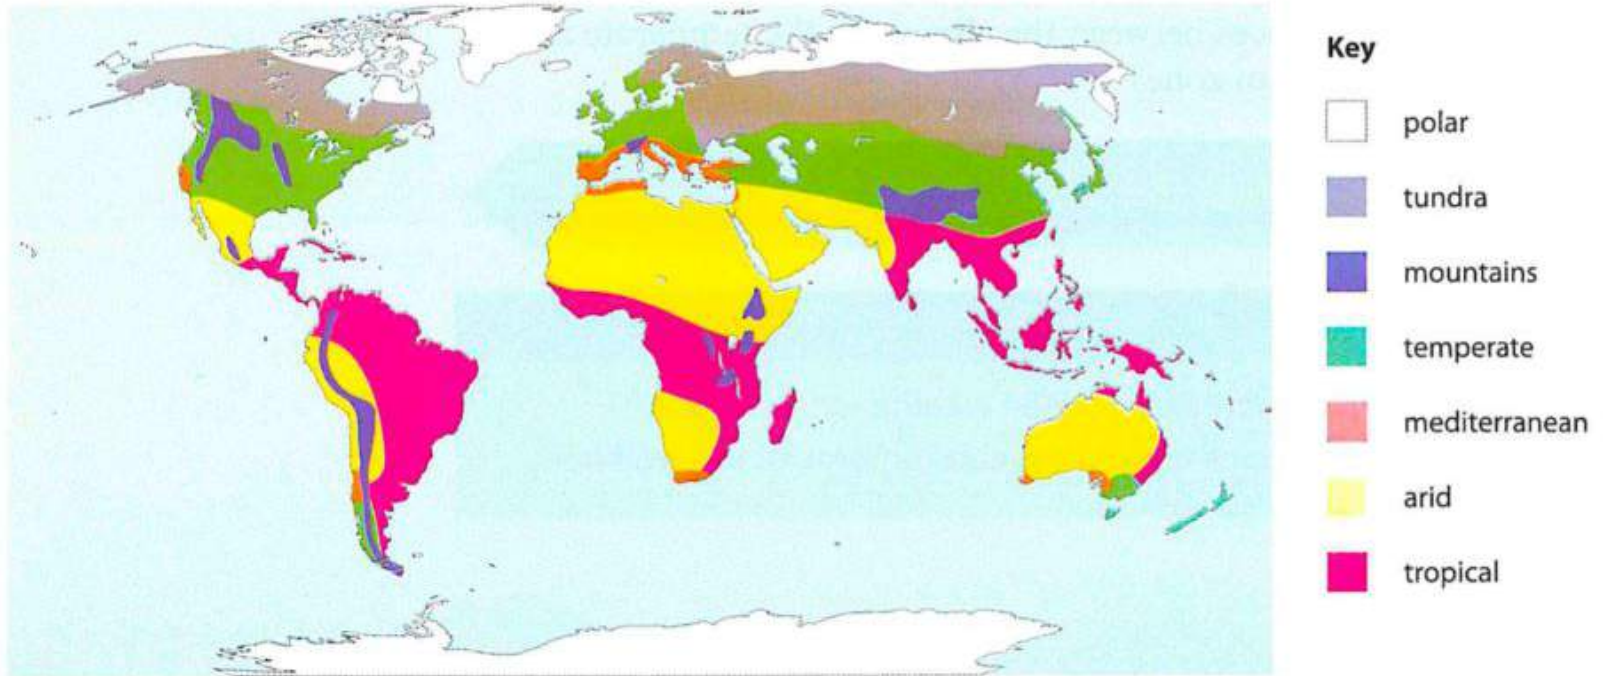 Key
polar
tundra
mountains
temperate
mediterranean
arid
tropical